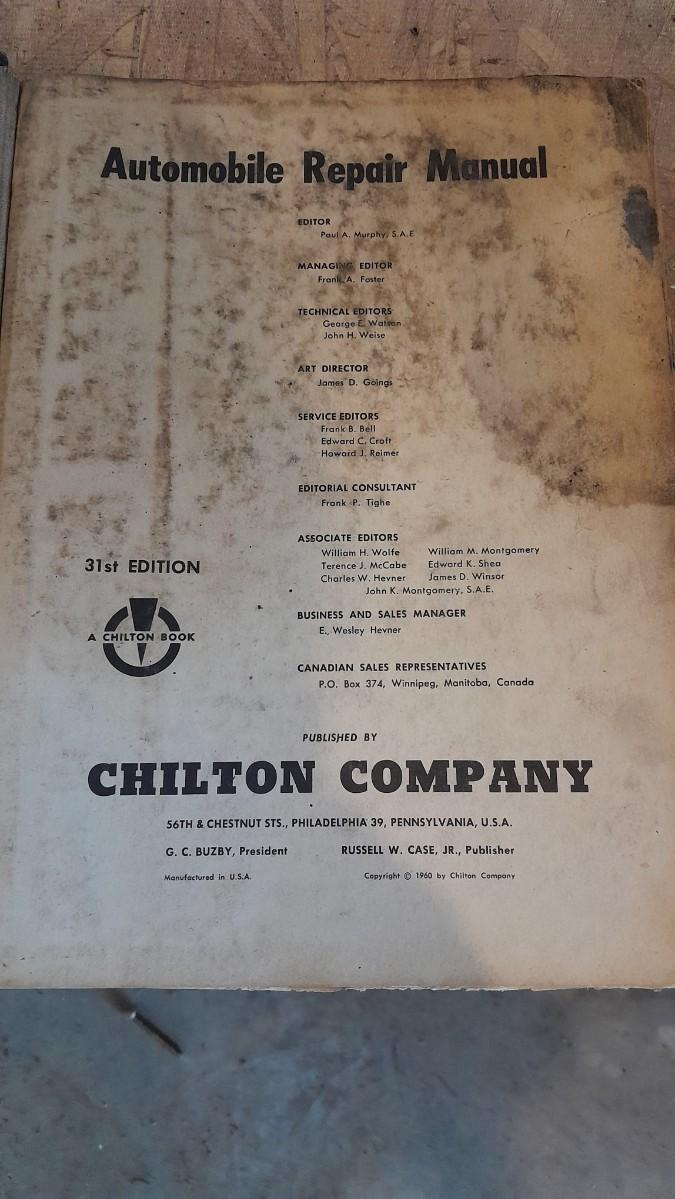 Automobile Repair Manual
EDITOR
Paul A. Murphy, S.A.E
MANAGING EDITOR
Frank A. Foster
TECHNICAL EDITORS
George E. Watson
John H. Weise
ART DIRECTOR
James D. Goings
SERVICE EDITORS
Frank B. Bell
Edward C. Croft
Howard J. Reimer
EDITORIAL CONSULTANT
Frank P. Tighe
ASSOCIATE EDITORS
William H. Wolfe William M. Montgomery
Terence J. McCabe Edward K. Shea
Charles W. Hevner James D. Winsor
John K. Montgomery, S.A.E.
31st EDITION
A CHILTON BOOK
BUSINESS AND SALES MANAGER
E. Wesley Hevner
CANADIAN SALES REPRESENTATIVES
P.O. Box 374, Winnipeg, Manitoba, Canada
PUBLISHED BY
CHILTON COMPANY
56TH & CHESTNUT STS., PHILADELPHIA 39, PENNSYLVANIA, U.S.A.
G. C. BUZBY, President RUSSELL W. CASE, JR., Publisher
Manufactured in U.S.A. Copyright © 1960 by Chilton Company